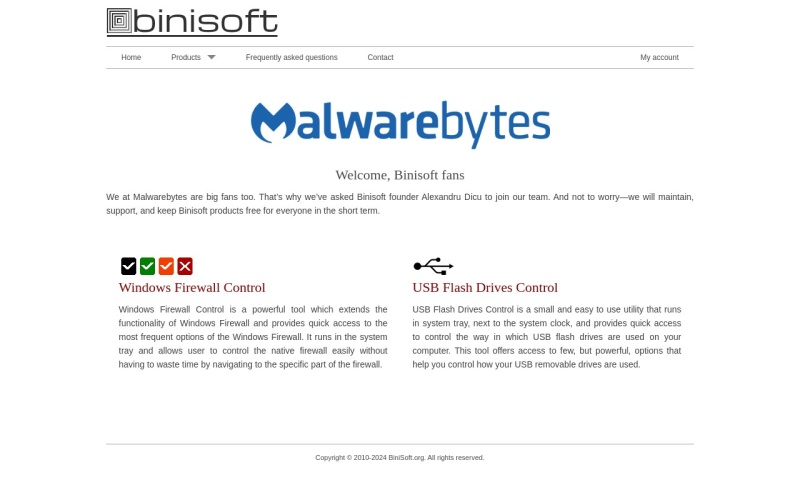 binisoft
Home Products Frequently asked questions Contact My account
Malwarebytes
Welcome, Binisoft fans
We at Malwarebytes are big fans too. That's why we've asked Binisoft founder Alexandru Dicu to join our team. And not to worry—we will maintain,
support, and keep Binisoft products free for everyone in the short term.
Windows Firewall Control
Windows Firewall Control is a powerful tool which extends the
functionality of Windows Firewall and provides quick access to the
most frequent options of the Windows Firewall. It runs in the system
tray and allows user to control the native firewall easily without
having to waste time by navigating to the specific part of the firewall.
USB Flash Drives Control
USB Flash Drives Control is a small and easy to use utility that runs
in system tray, next to the system clock, and provides quick access
to control the way in which USB flash drives are used on your
computer. This tool offers access to few, but powerful, options that
help you control how your USB removable drives are used.
Copyright © 2010-2024 BiniSoft.org. All rights reserved.